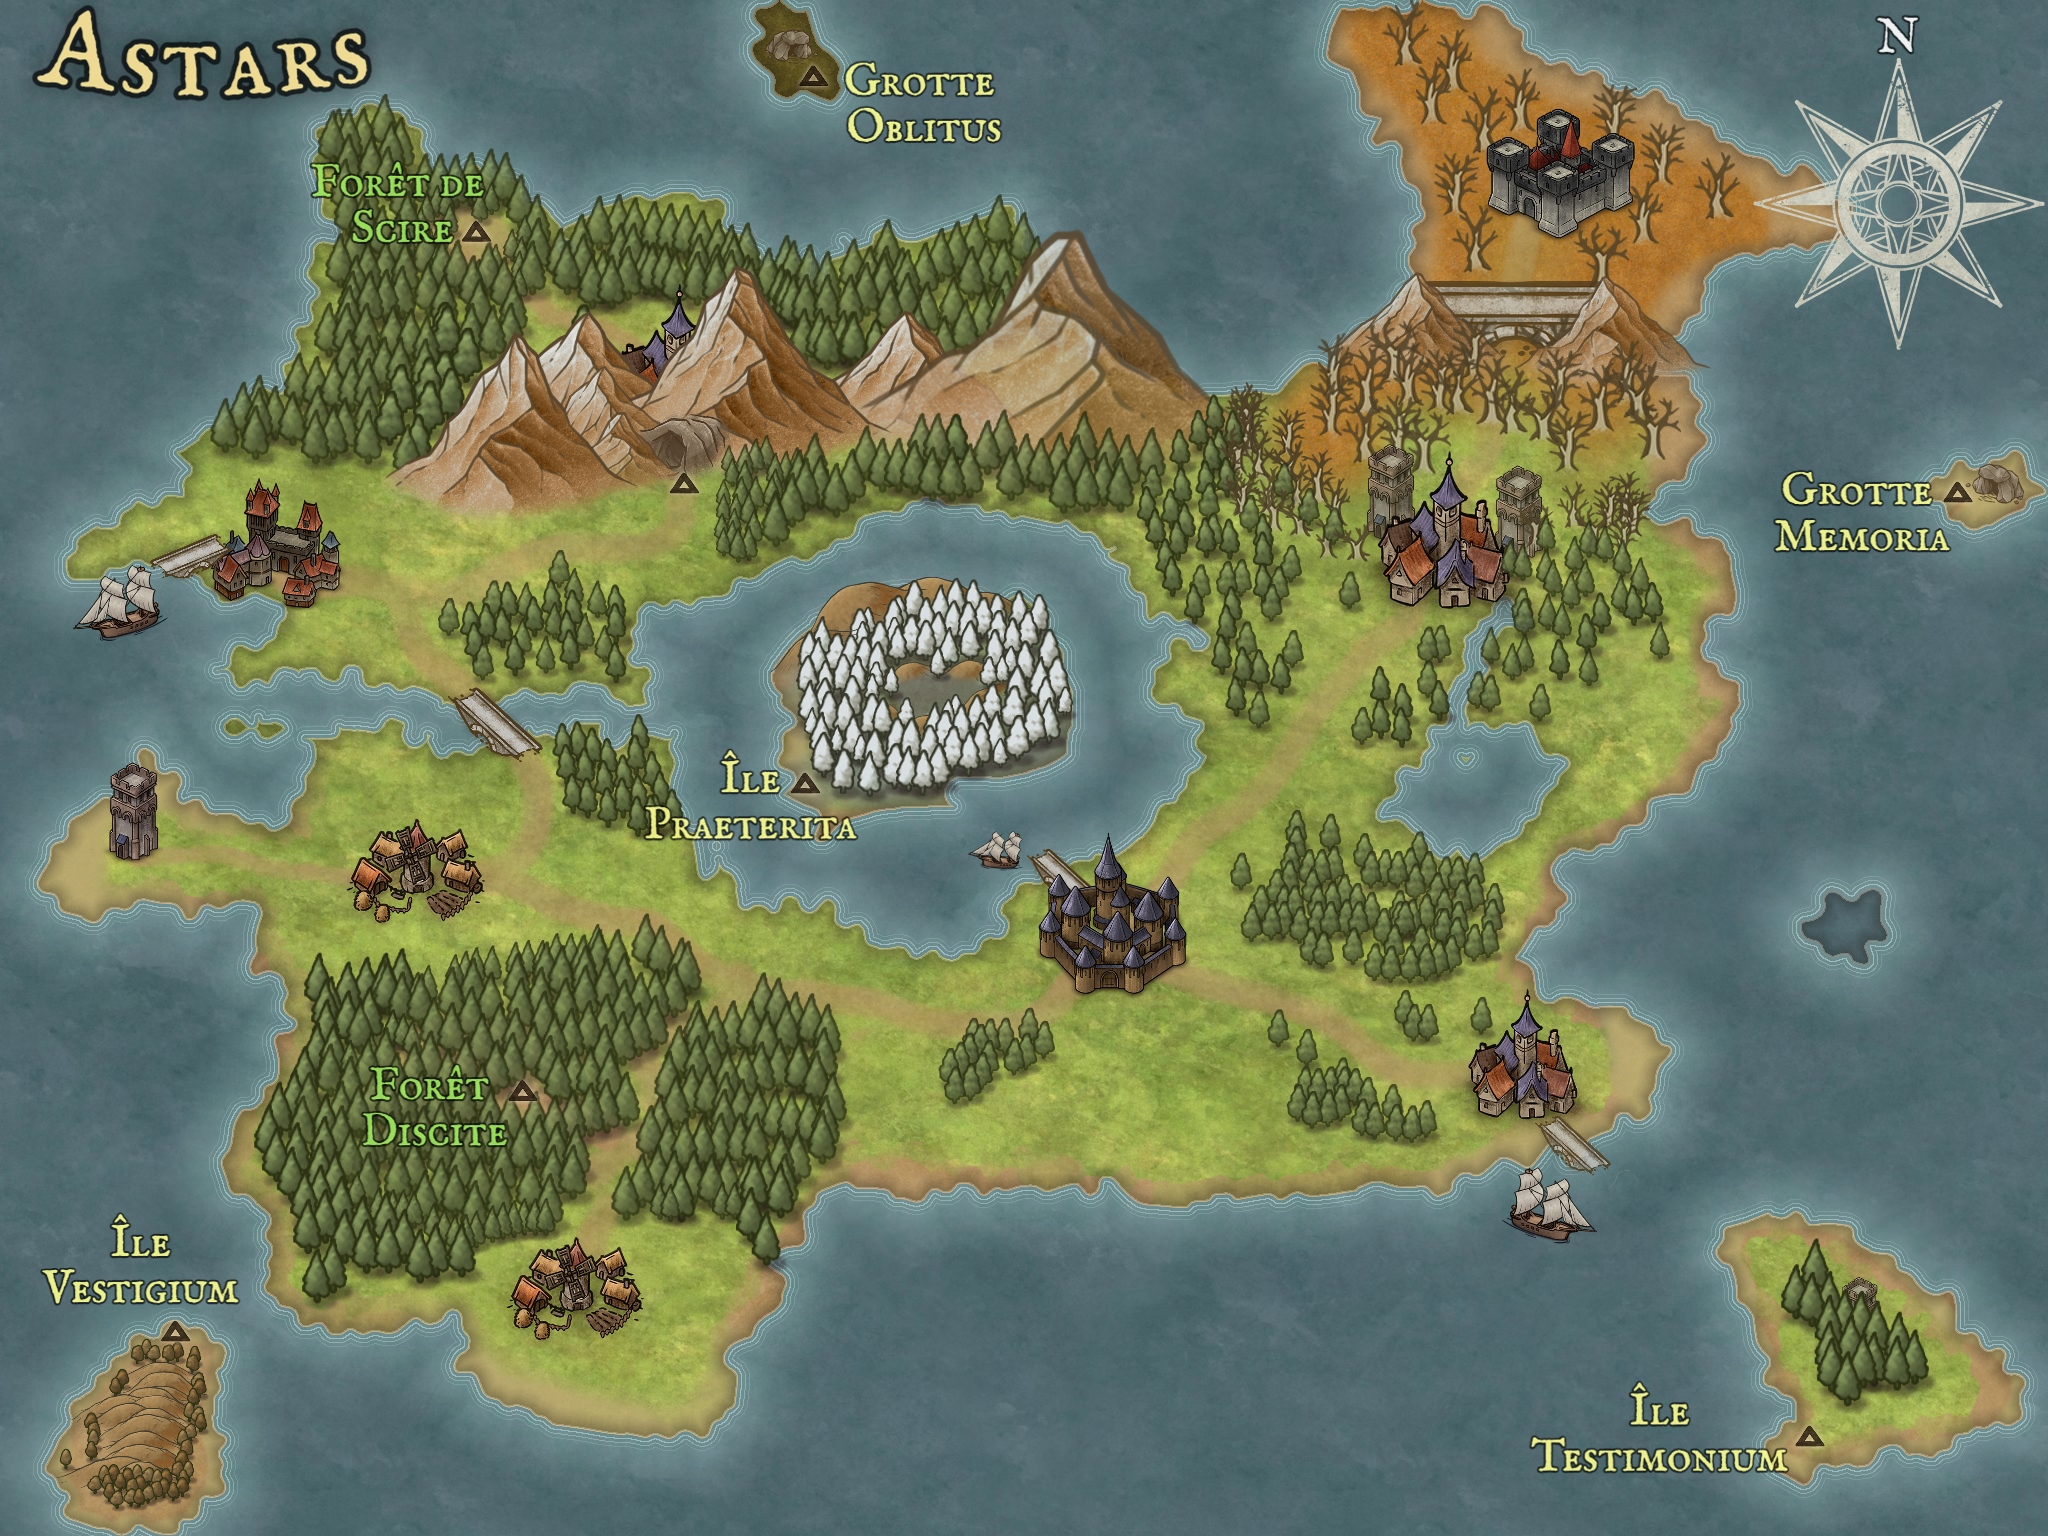 Astars
N
Grotte
Oblitus
Forêt de
Scire
Grotte
Memoria
Île
Praeterita
Forêt
Discite
Île
Vestigium
Île
Testimonium